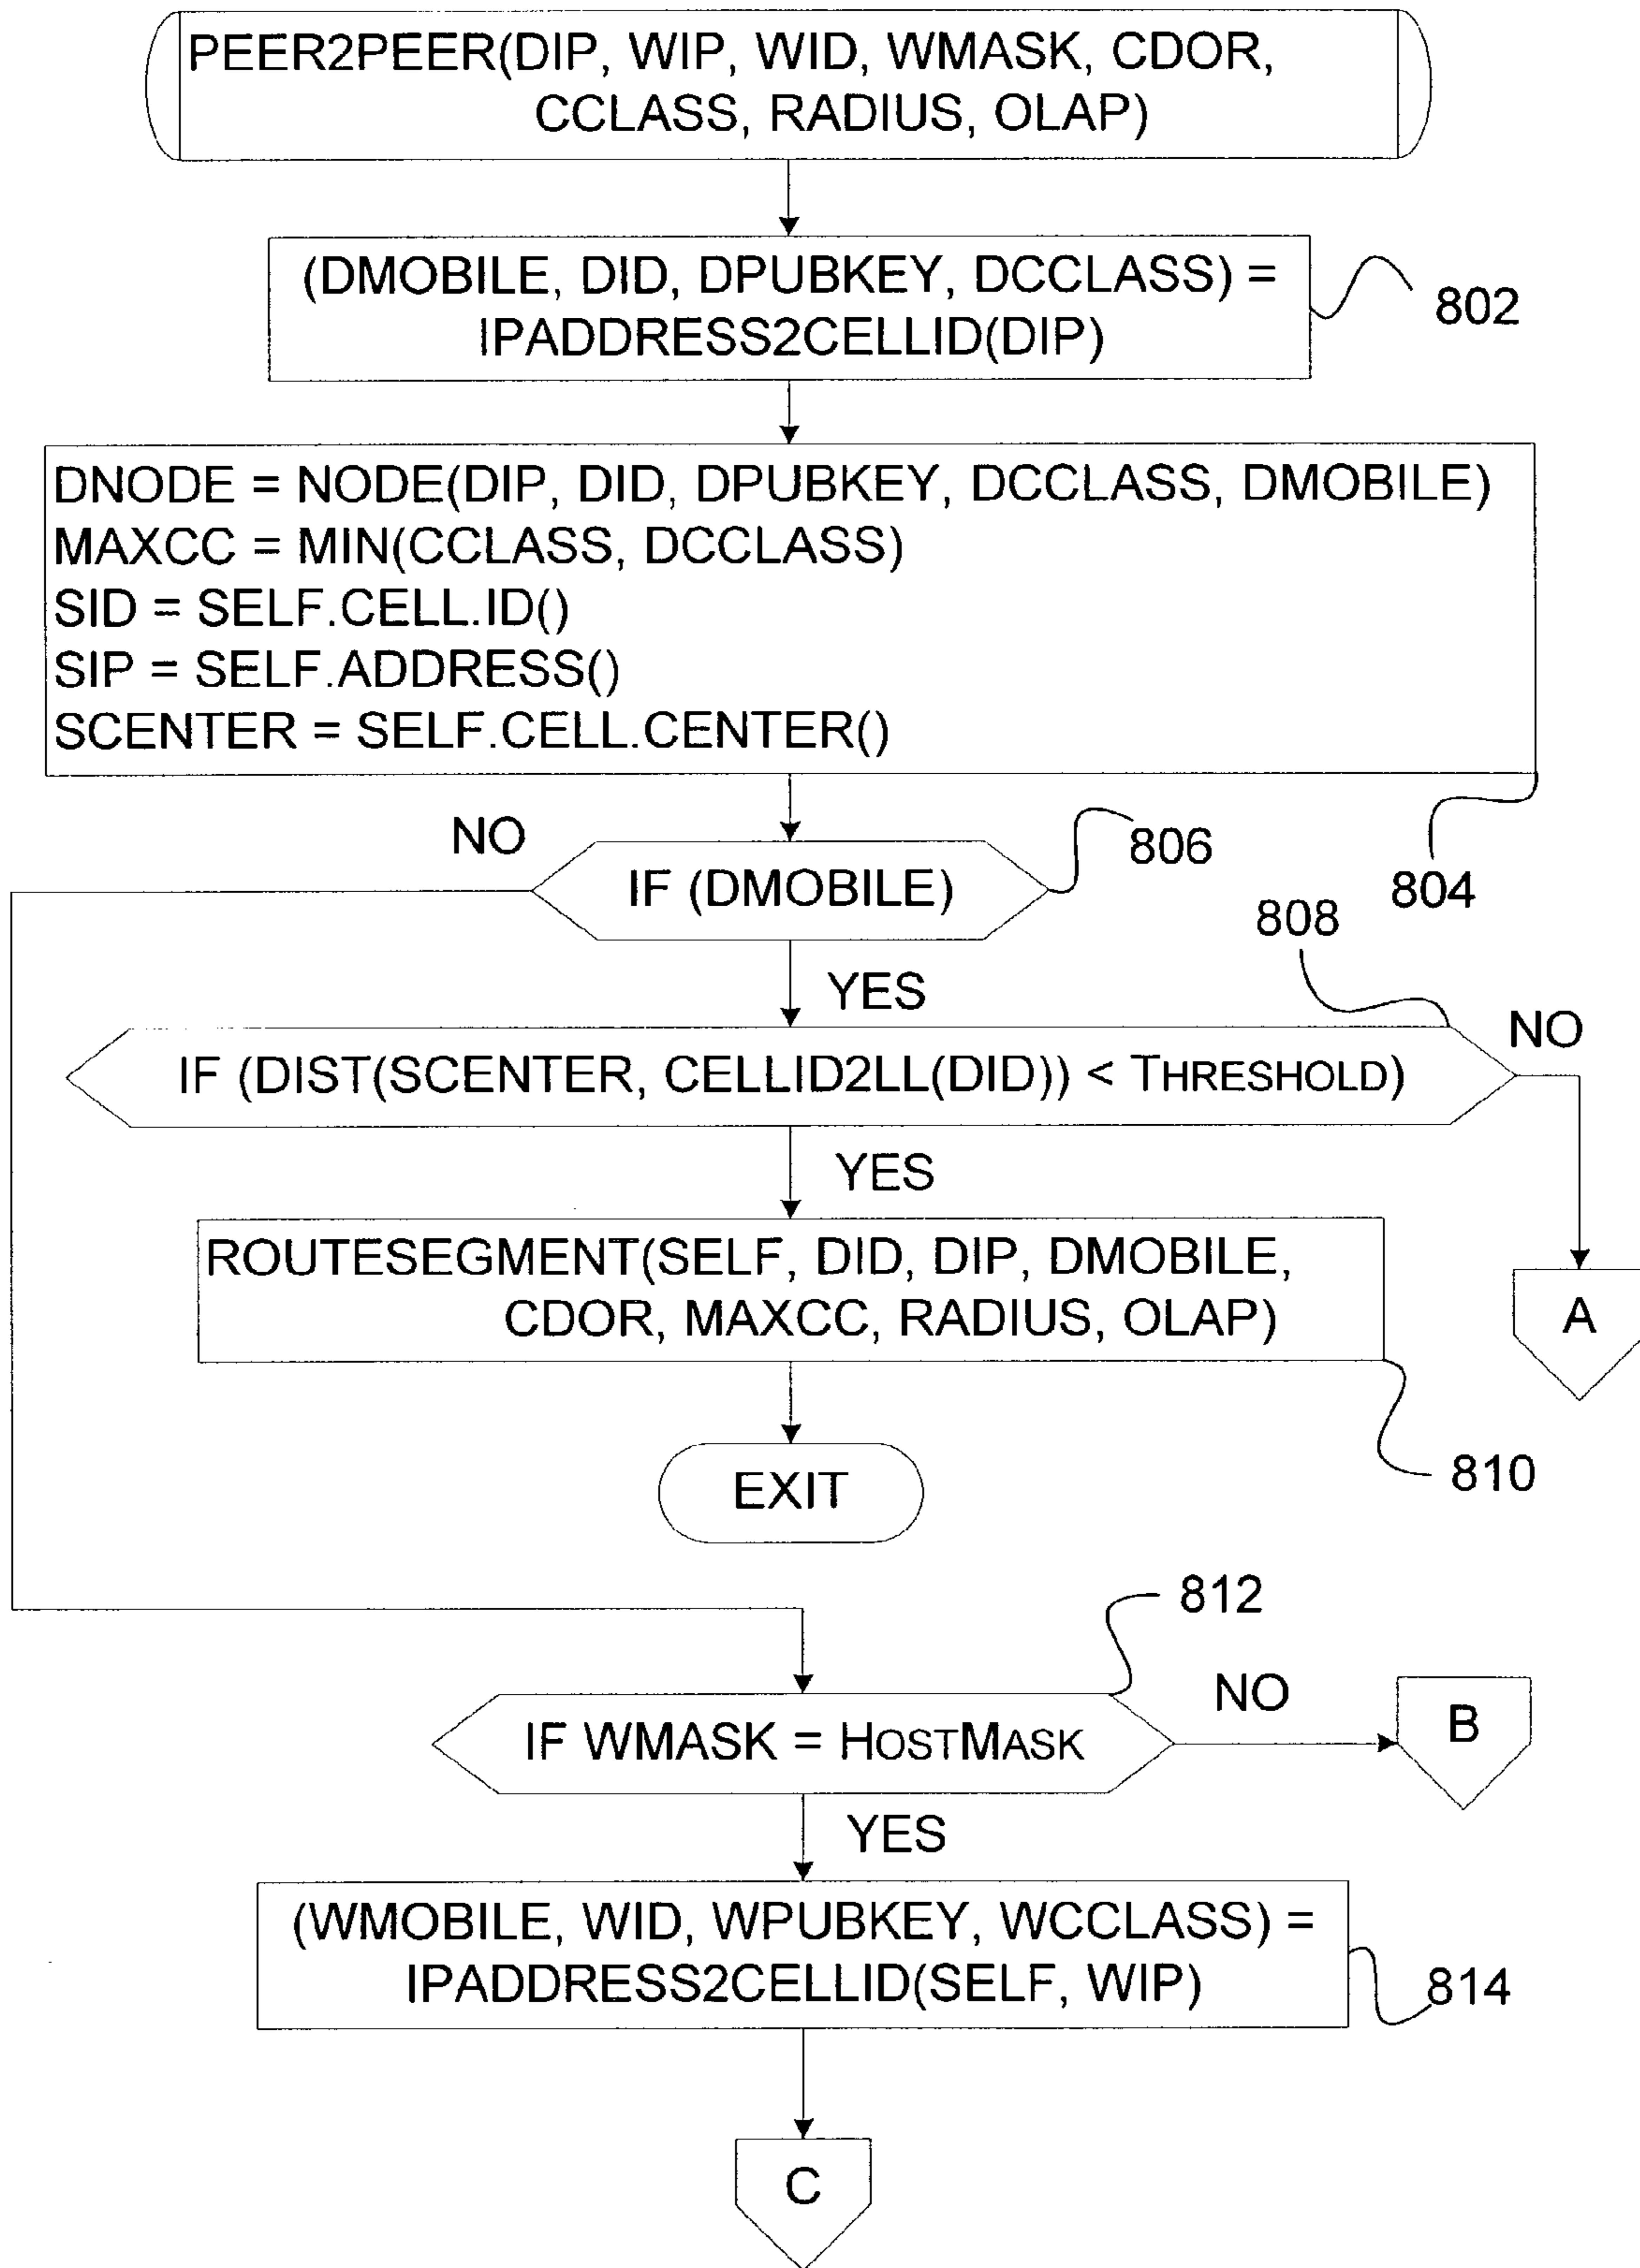 PEER2PEER(DIP, WIP, WID, WMASK, CDOR,
CCLASS, RADIUS, OLAP)
(DMOBILE, DID, DPUBKEY, DCCLASS) =
IPADDRESS2CELLID(DIP)
802
DNODE = NODE(DIP, DID, DPUBKEY, DCCLASS, DMOBILE)
MAXCC = MIN(CCLASS, DCCLASS)
SID = SELF.CELL.ID()
SIP = SELF.ADDRESS()
SCENTER = SELF.CELL.CENTER()
804
NO
IF (DMOBILE)
806
YES
808
IF (DIST(SCENTER, CELLID2LL(DID)) < THRESHOLD)
NO
YES
A
ROUTESEGMENT(SELF, DID, DIP, DMOBILE,
CDOR, MAXCC, RADIUS, OLAP)
810
EXIT
812
IF WMASK = HOSTMASK
NO
B
YES
(WMOBILE, WID, WPUBKEY, WCCLASS) =
IPADDRESS2CELLID(SELF, WIP)
814
C